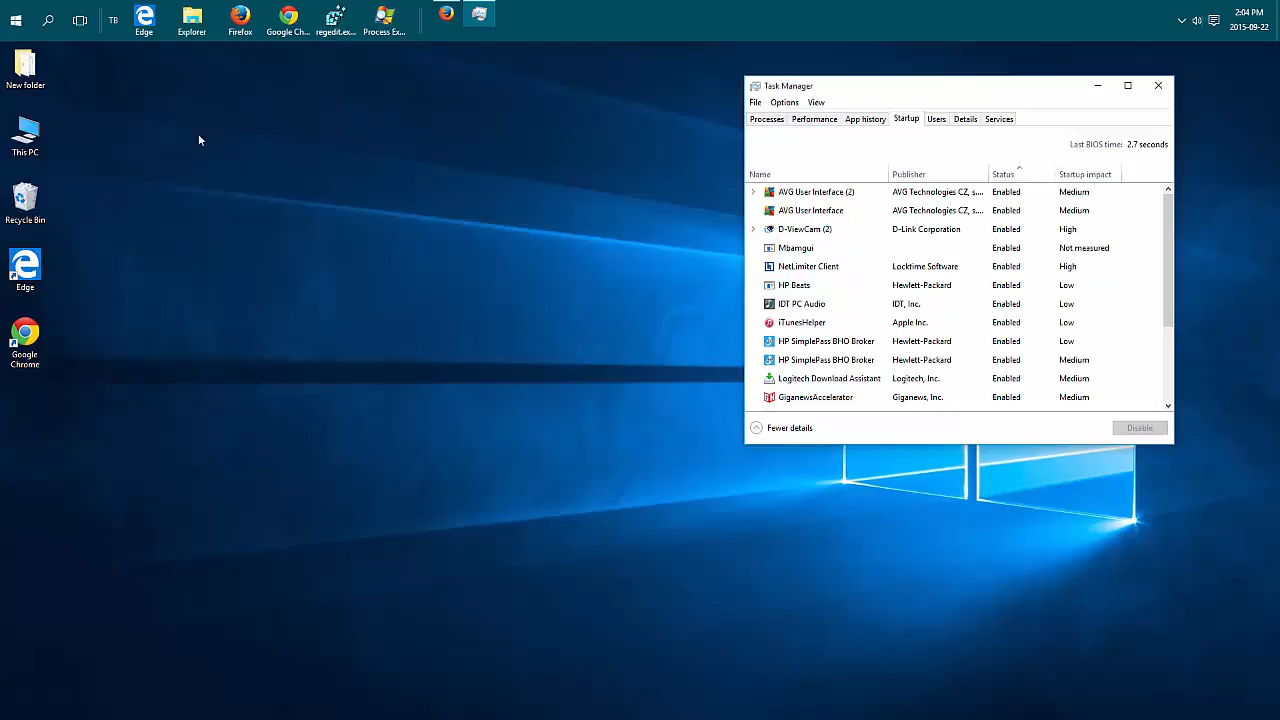 TB
Edge
Explorer
Firefox
Google Ch...
regedit.ex...
Process Ex...
2:04 PM
2015-09-22
New folder
This PC
Recycle Bin
Edge
Google
Chrome
Task Manager
File Options View
Processes Performance App history Startup Users Details Services
Last BIOS time: 2.7 seconds
Name Publisher Status Startup impact
AVG User Interface (2) AVG Technologies CZ, s.... Enabled Medium
AVG User Interface AVG Technologies CZ, s.... Enabled Medium
D-ViewCam (2) D-Link Corporation Enabled High
Mbamgui Enabled Not measured
NetLimiter Client Locktime Software Enabled High
HP Beats Hewlett-Packard Enabled Low
IDT PC Audio IDT, Inc. Enabled Low
iTunesHelper Apple Inc. Enabled Low
HP SimplePass BHO Broker Hewlett-Packard Enabled Low
HP SimplePass BHO Broker Hewlett-Packard Enabled Medium
Logitech Download Assistant Logitech, Inc. Enabled Medium
GiganewsAccelerator Giganews, Inc. Enabled Medium
Fewer details Disable